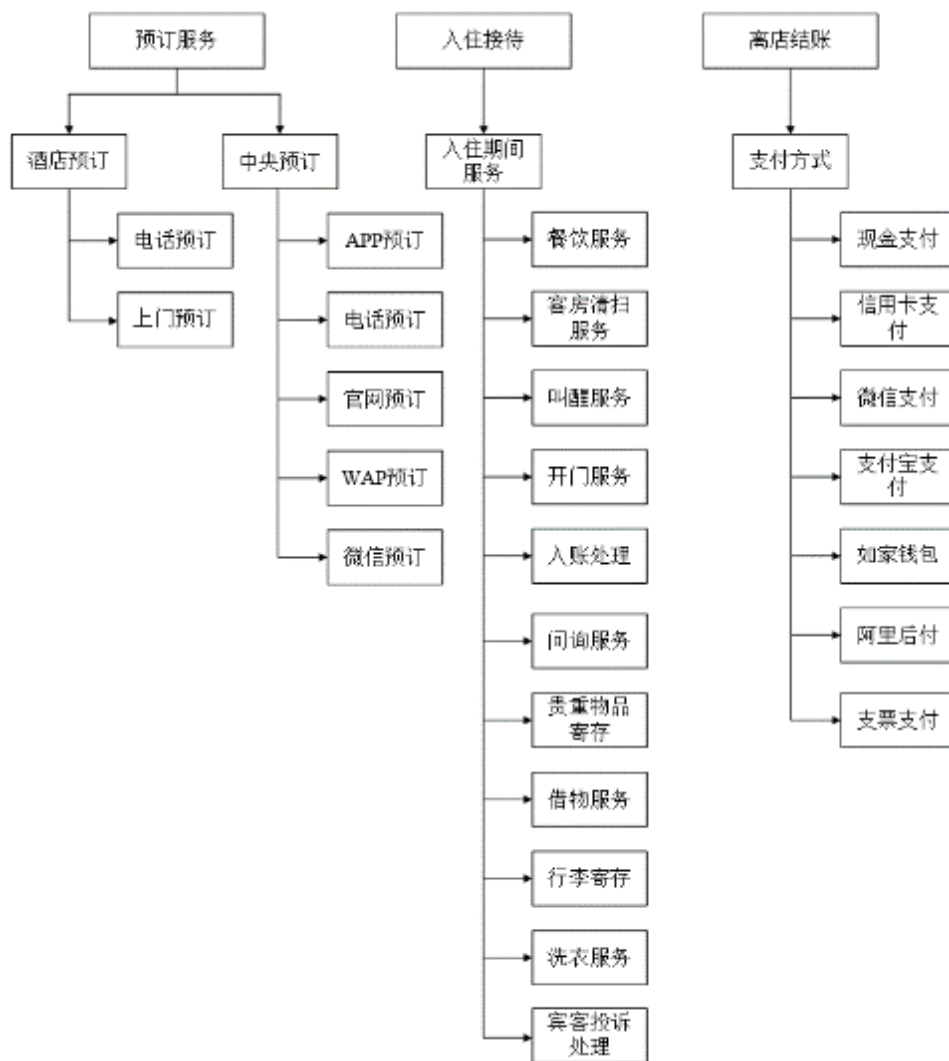 预订服务
入住接待
离店结账
酒店预订
中央预订
入住期间
服务
支付方式
电话预订
上门预订
APP预订
电话预订
官网预订
WAP预订
微信预订
餐饮服务
客房清扫
服务
叫醒服务
开门服务
入账处理
问询服务
贵重物品
寄存
借物服务
行李寄存
洗衣服务
宾客投诉
处理
现金支付
信用卡支
付
微信支付
支付宝支
付
如家钱包
阿里后付
支票支付